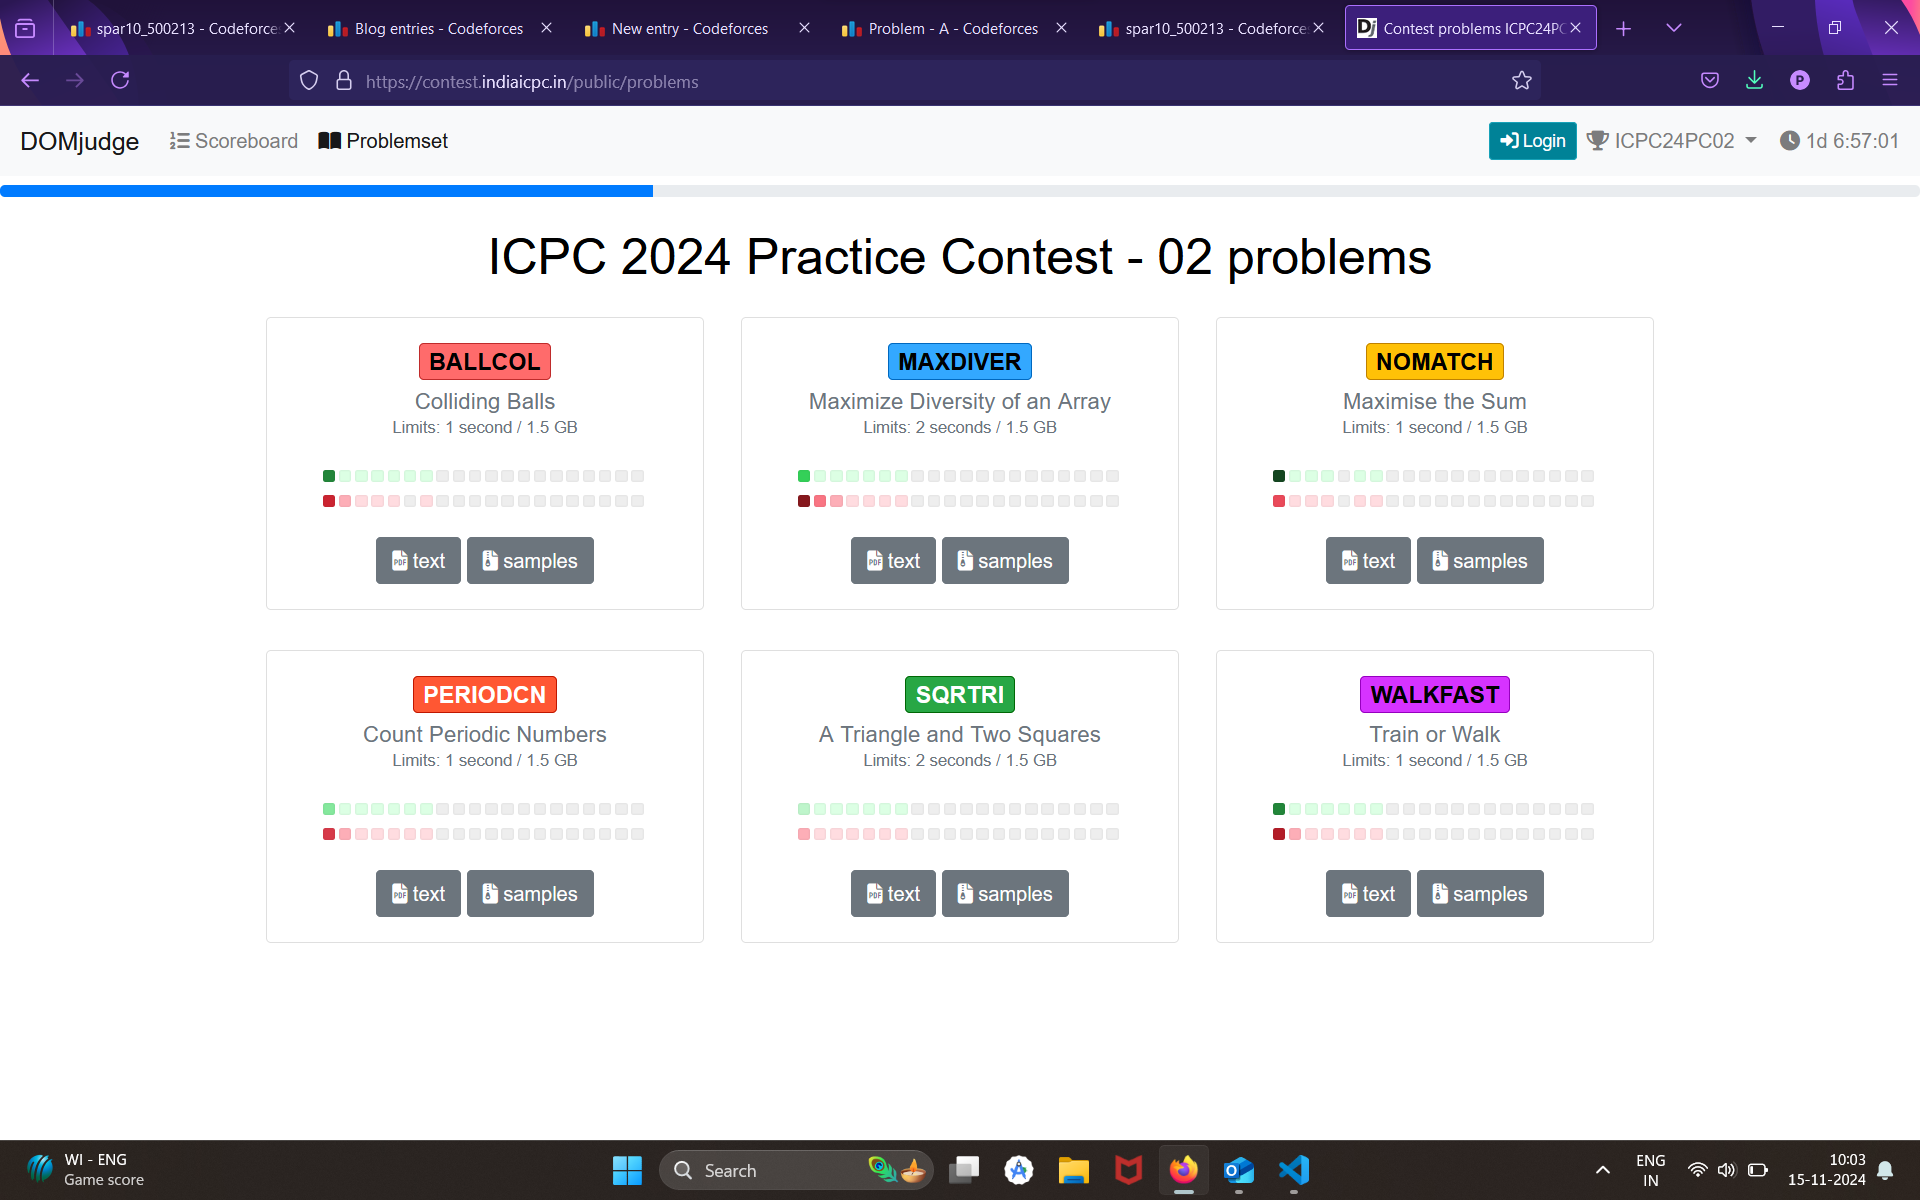 spar10_500213 - Codeforces
Blog entries - Codeforces
New entry - Codeforces
Problem - A - Codeforces
spar10_500213 - Codeforces
Dj Contest problems ICPC24PC
https://contest.indiaicpc.in/public/problems
P
DOMjudge
Scoreboard
Problemset
Login
ICPC24PC02
1d 6:57:01
ICPC 2024 Practice Contest - 02 problems
BALLCOL
Colliding Balls
Limits: 1 second / 1.5 GB
text
samples
MAXDIVER
Maximize Diversity of an Array
Limits: 2 seconds / 1.5 GB
text
samples
NOMATCH
Maximise the Sum
Limits: 1 second / 1.5 GB
text
samples
PERIODCN
Count Periodic Numbers
Limits: 1 second / 1.5 GB
text
samples
SQRTRI
A Triangle and Two Squares
Limits: 2 seconds / 1.5 GB
text
samples
WALKFAST
Train or Walk
Limits: 1 second / 1.5 GB
text
samples
WI - ENG
Game score
Search
ENG
IN
10:03
15-11-2024